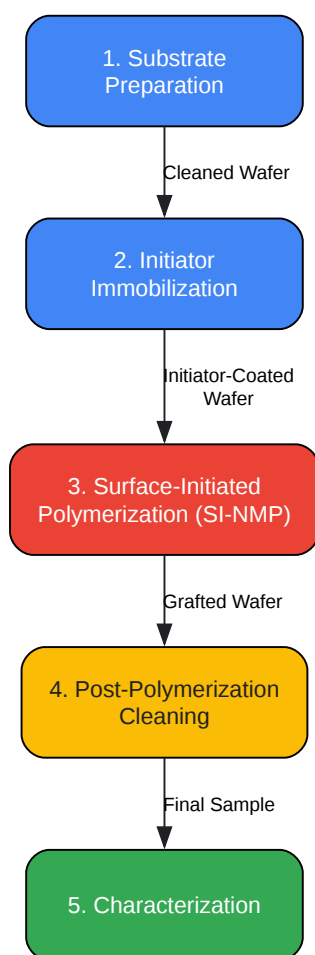 1. Substrate
Preparation
Cleaned Wafer
2. Initiator
Immobilization
Initiator-Coated
Wafer
3. Surface-Initiated
Polymerization (SI-NMP)
Grafted Wafer
4. Post-Polymerization
Cleaning
Final Sample
5. Characterization